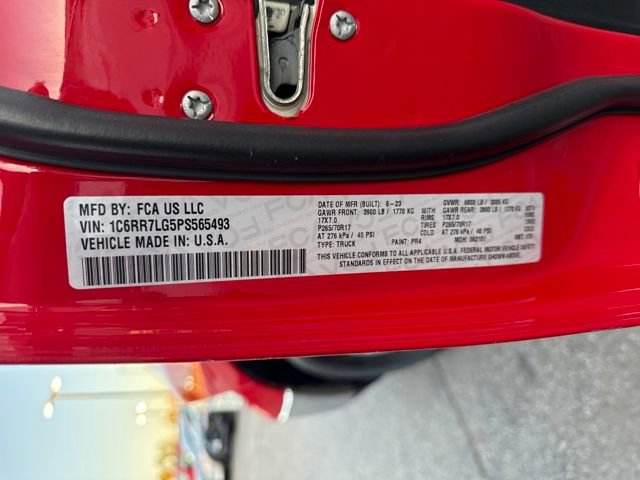 MFD BY: FCA US LLC
VIN: 1C6RR7LG5PS565493
VEHICLE MADE IN U.S.A.
DATE OF MFR (BUILT): 6-23 GVWR: 6800 LB / 3085 KG
GAWR FRONT: 3900 LB / 1770 KG GAWR REAR: 3900 LB / 1770 KG
17X7.0 RIMS 17X7.0
P265/70R17 TIRES P265/70R17
AT 276 kPa / 40 PSI COLD AT 276 kPa / 40 PSI
TYPE: TRUCK PAINT: PR4 MDH: 062101
THIS VEHICLE CONFORMS TO ALL APPLICABLE U.S.A. FEDERAL MOTOR VEHICLE SAFETY
STANDARDS IN EFFECT ON THE DATE OF MANUFACTURE SHOWN ABOVE.